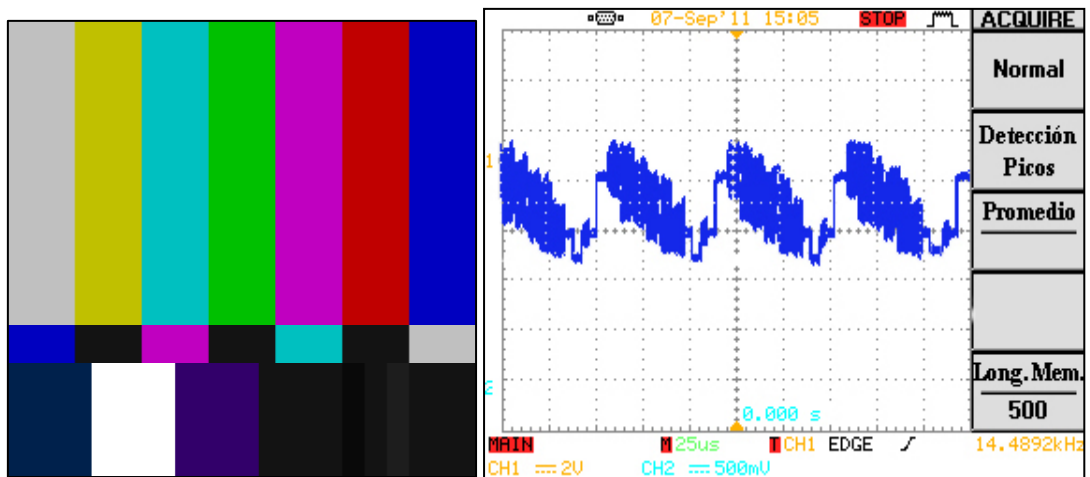 07-Sep'11 15:05 STOP ACQUIRE
Normal
Detección
Picos
Promedio
Long.Mem.
500
1
2
0.000 s
MAIN M 25us T CH1 EDGE 14.4892kHz
CH1 2V CH2 500mV